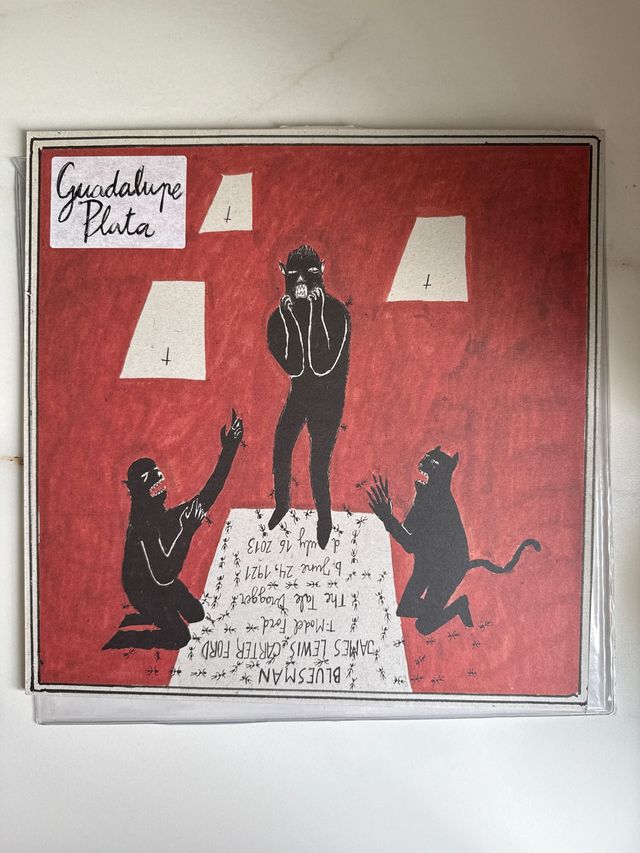 Guadalupe
Plata
BLUESMAN
JAMES LEWIS CARTER FORD
T-Model Ford
The Tale Dragger
b. June 24, 1921
d. July 16 2013